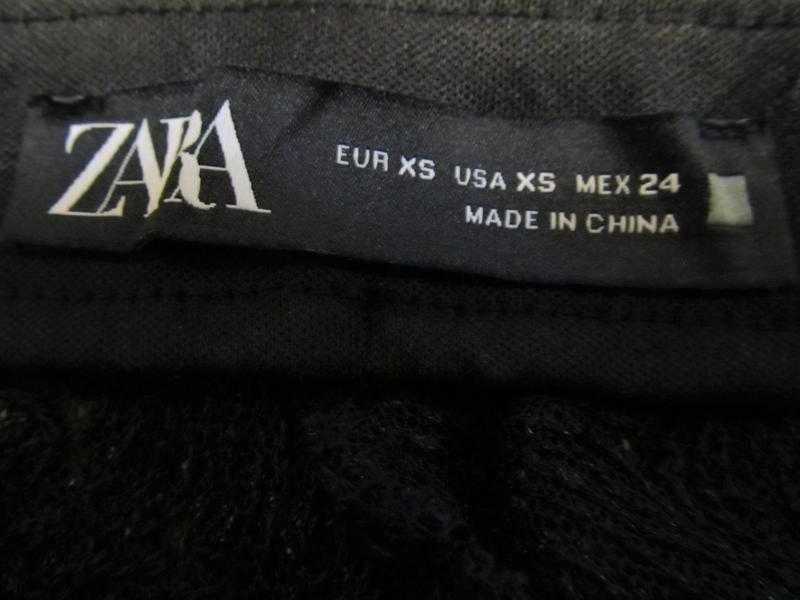 ZARA
EUR XS USA XS MEX 24
MADE IN CHINA